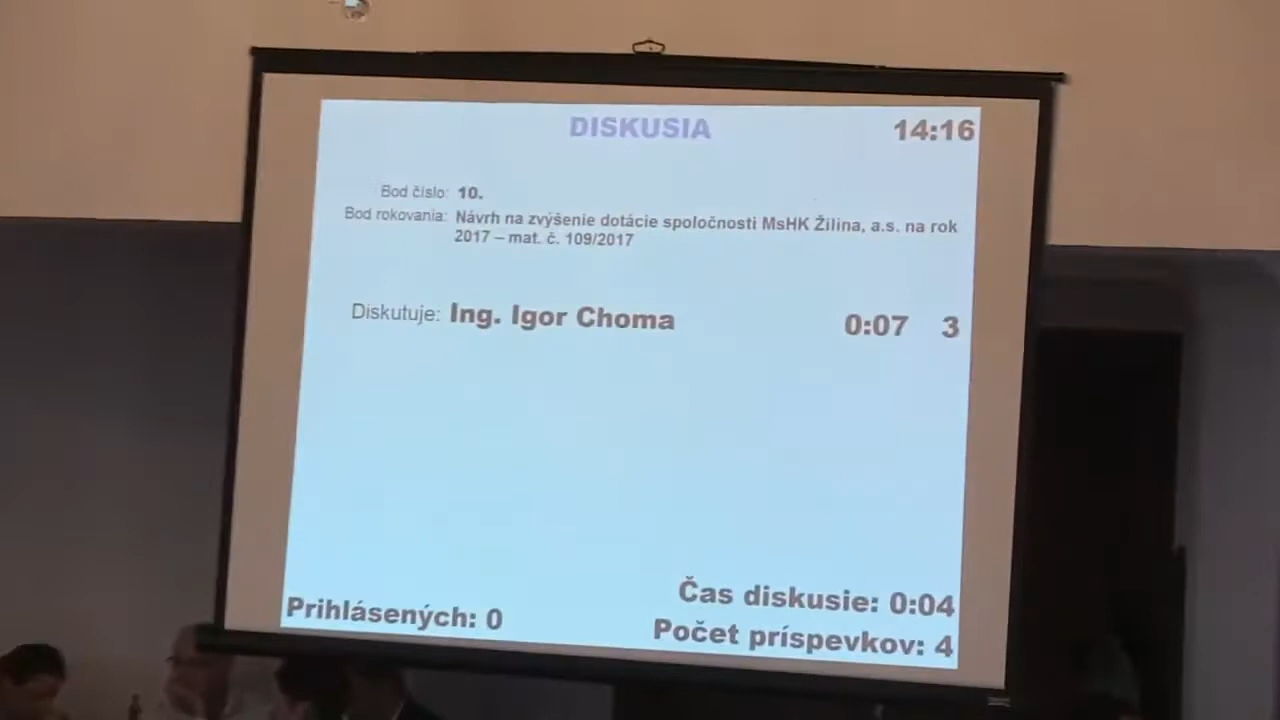 DISKUSIA 14:16
Bod číslo: 10.
Bod rokovania: Návrh na zvýšenie dotácie spoločnosti MsHK Žilina, a.s. na rok
2017 – mat. č. 109/2017
Diskutuje: Ing. Igor Choma 0:07 3
Čas diskusie: 0:04
Prihlásených: 0
Počet príspevkov: 4